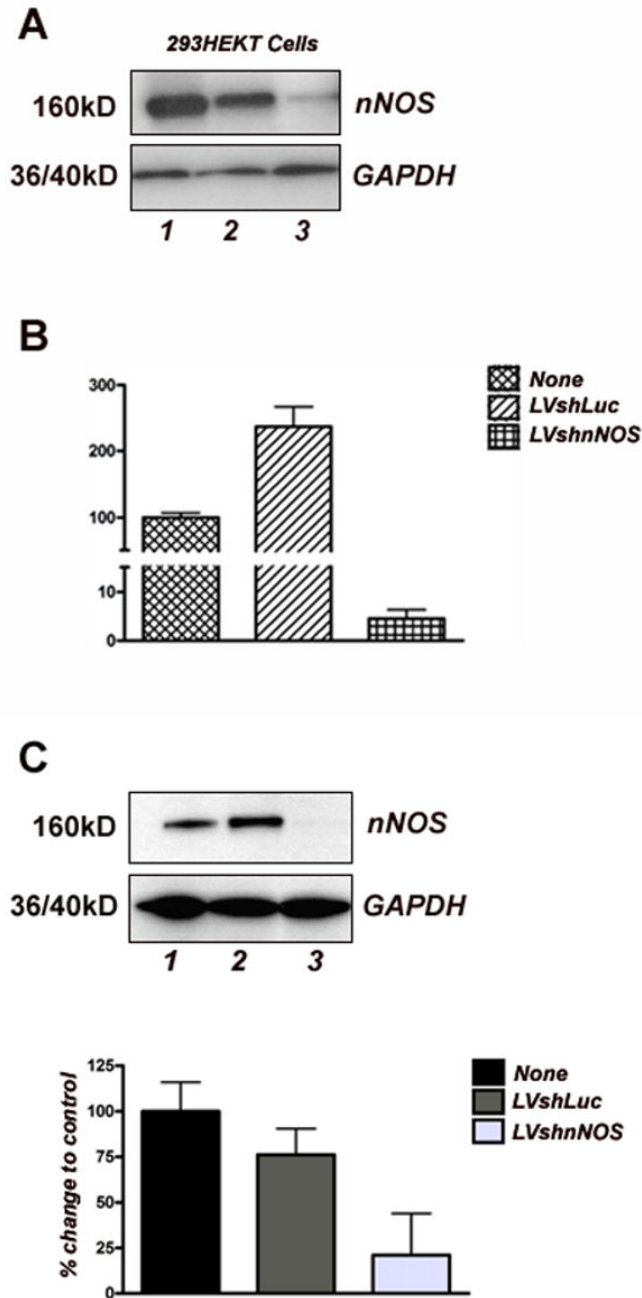 A
293HEKT Cells
160kD nNOS
36/40kD GAPDH
1 2 3
B
300
200
100
10
0
None
LVshLuc
LVshnNOS
C
160kD nNOS
36/40kD GAPDH
1 2 3
% change to control
125
100
75
50
25
0
None
LVshLuc
LVshnNOS